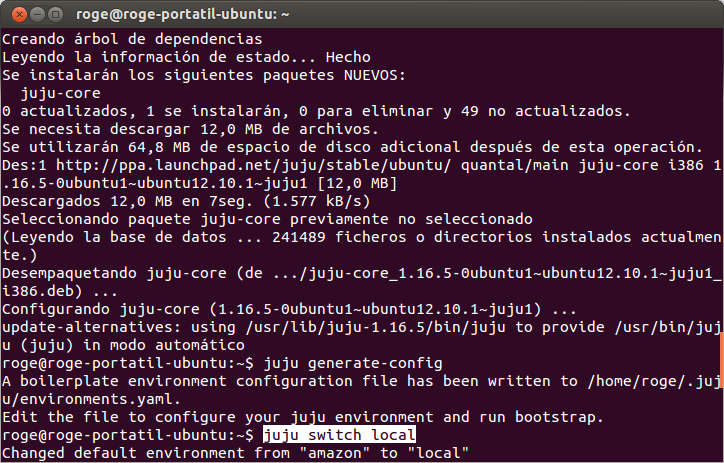 roge@roge-portatil-ubuntu: ~
Creando árbol de dependencias
Leyendo la información de estado... Hecho
Se instalarán los siguientes paquetes NUEVOS:
  juju-core
0 actualizados, 1 se instalarán, 0 para eliminar y 49 no actualizados.
Se necesita descargar 12,0 MB de archivos.
Se utilizarán 64,8 MB de espacio de disco adicional después de esta operación.
Des:1 http://ppa.launchpad.net/juju/stable/ubuntu/ quantal/main juju-core i386 1
.16.5-0ubuntu1~ubuntu12.10.1~juju1 [12,0 MB]
Descargados 12,0 MB en 7seg. (1.577 kB/s)
Seleccionando paquete juju-core previamente no seleccionado
(Leyendo la base de datos ... 241489 ficheros o directorios instalados actualmen
te.)
Desempaquetando juju-core (de .../juju-core_1.16.5-0ubuntu1~ubuntu12.10.1~juju1_
i386.deb) ...
Configurando juju-core (1.16.5-0ubuntu1~ubuntu12.10.1~juju1) ...
update-alternatives: using /usr/lib/juju-1.16.5/bin/juju to provide /usr/bin/juj
u (juju) in modo automático
roge@roge-portatil-ubuntu:~$ juju generate-config
A boilerplate environment configuration file has been written to /home/roge/.juj
u/environments.yaml.
Edit the file to configure your juju environment and run bootstrap.
roge@roge-portatil-ubuntu:~$ juju switch local
Changed default environment from "amazon" to "local"